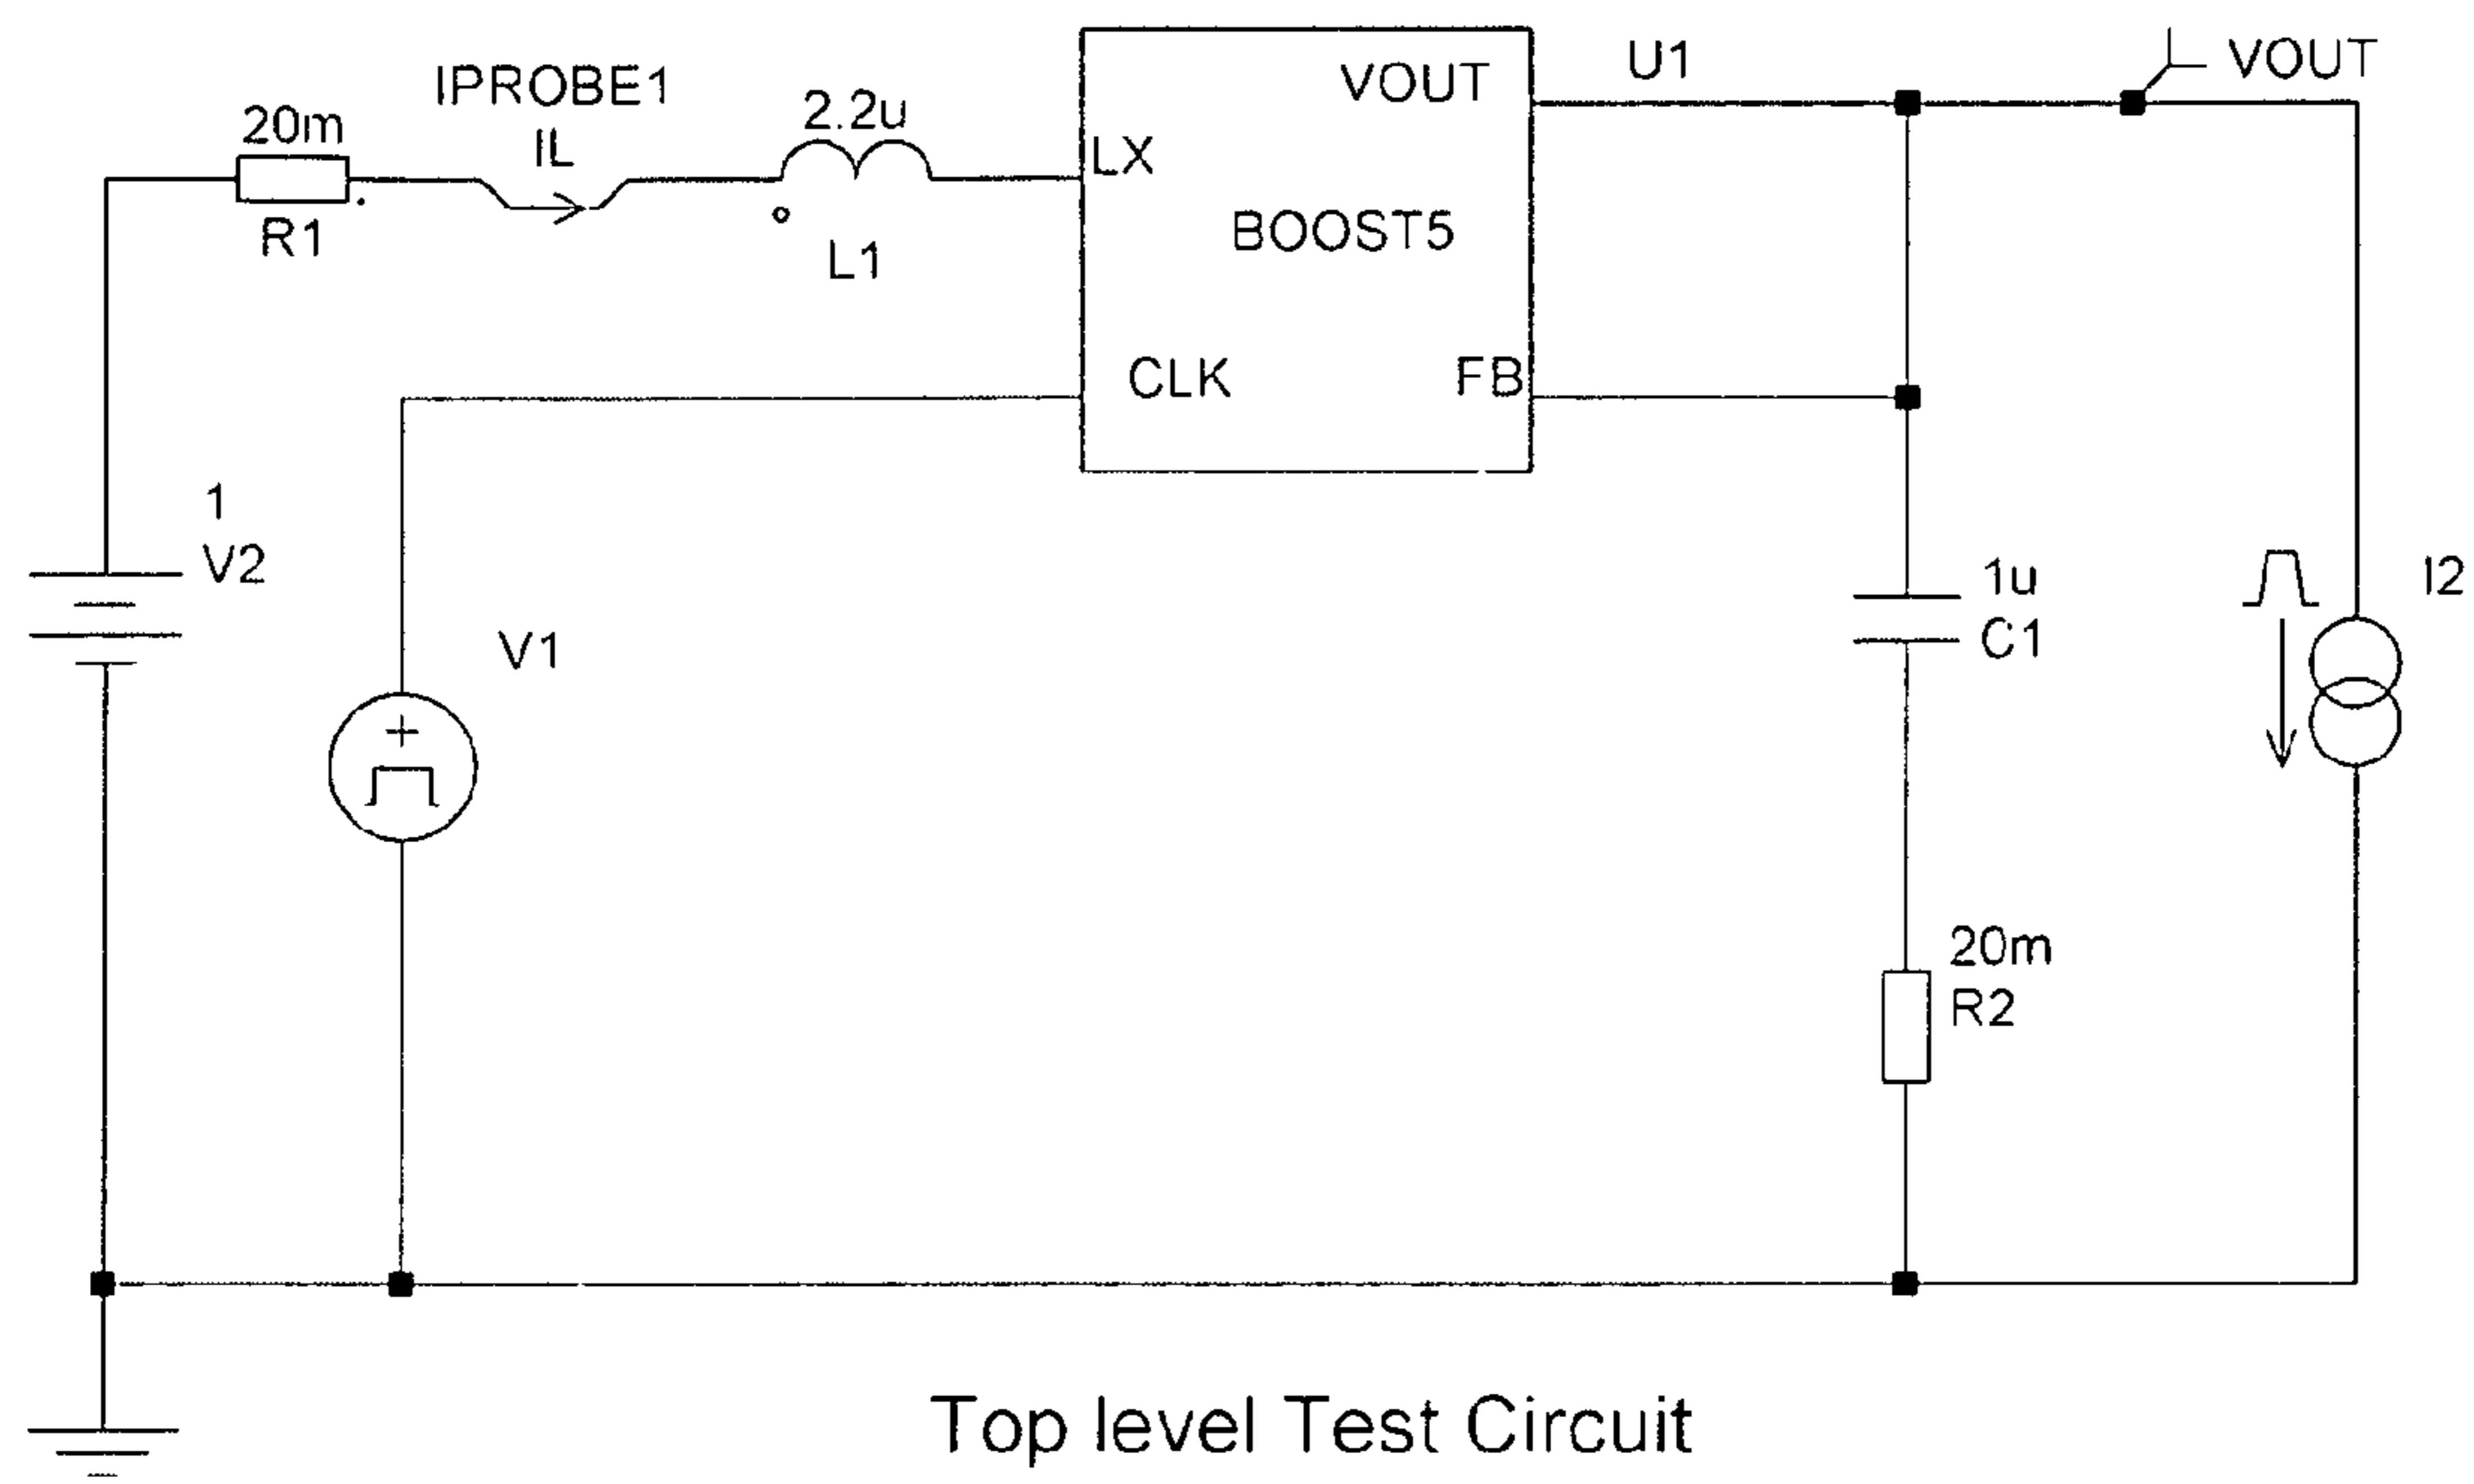 IPROBE1
IL
20m
R1
2.2u
L1
VOUT
LX
BOOST5
CLK
FB
U1
VOUT
1
V2
V1
1u
C1
I2
20m
R2
Top level Test Circuit